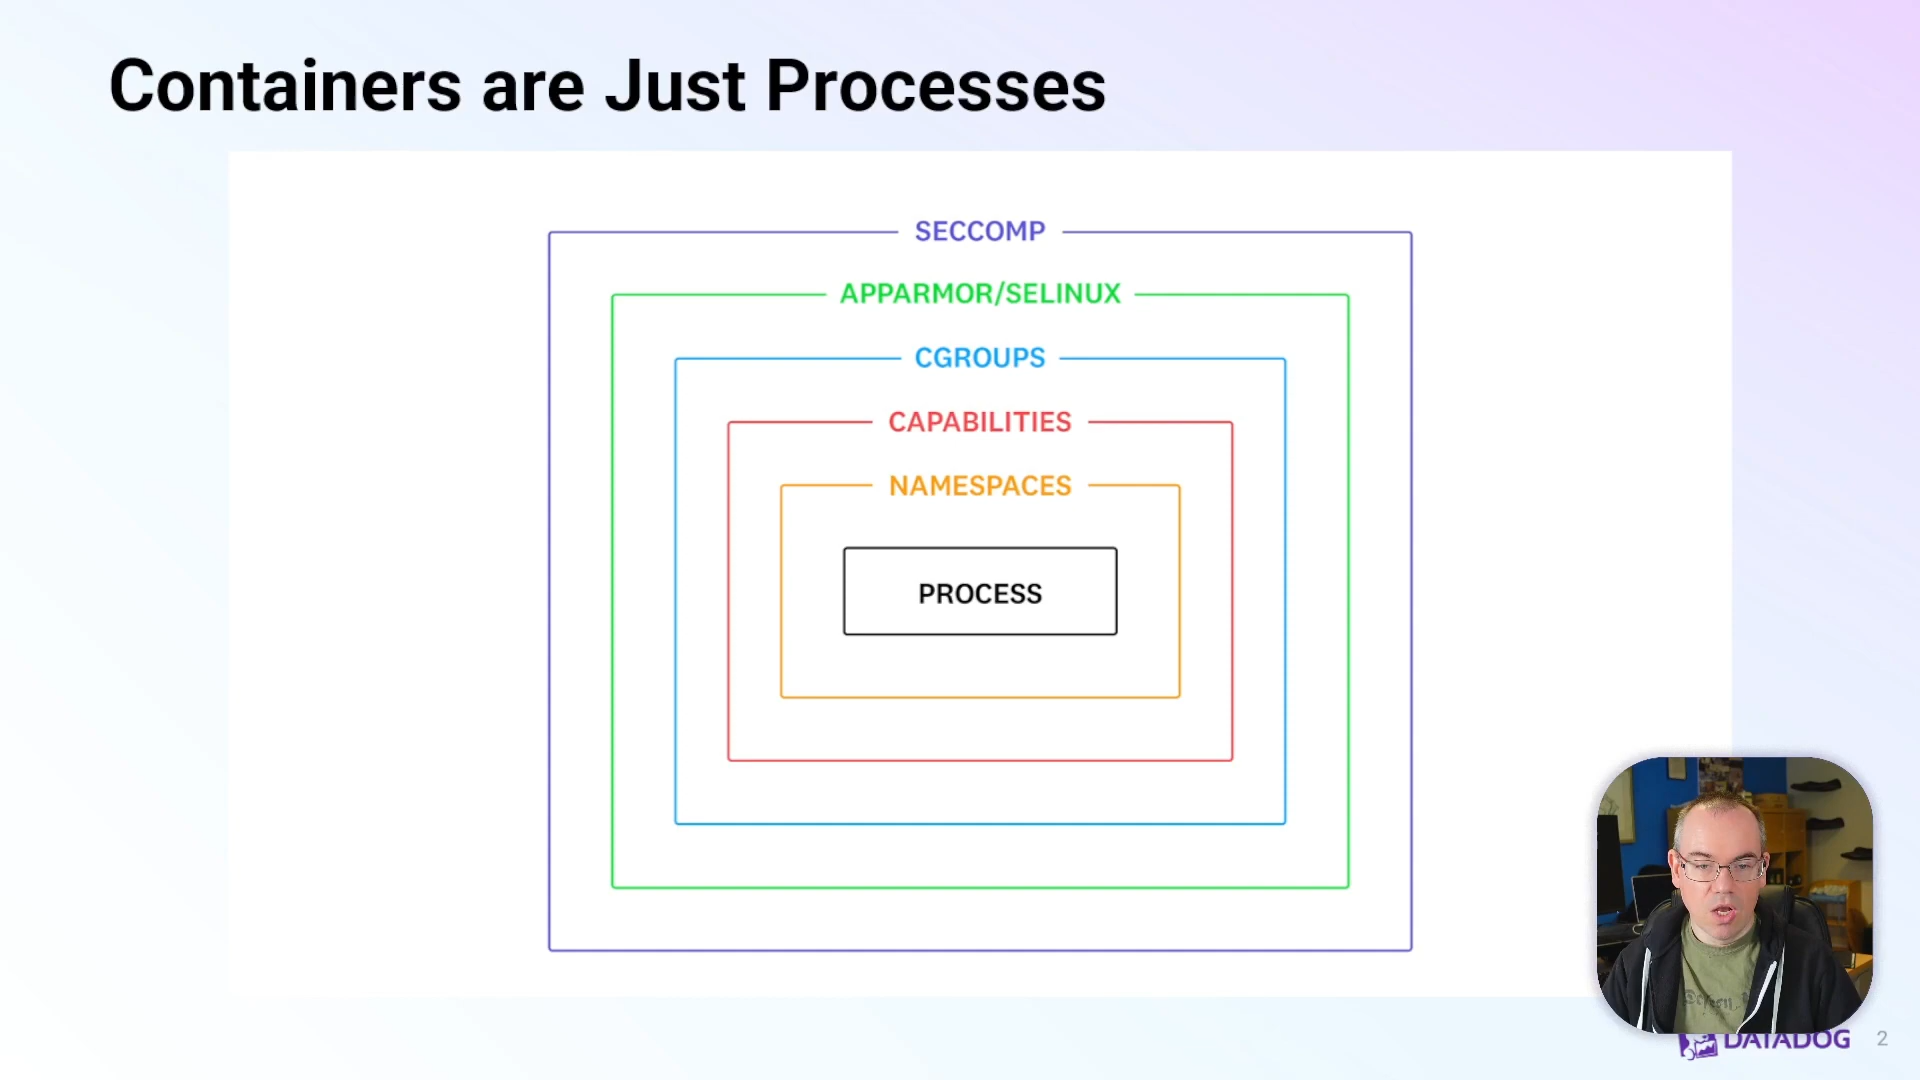 Containers are Just Processes
SECCOMP
APPARMOR/SELINUX
CGROUPS
CAPABILITIES
NAMESPACES
PROCESS
DATADOG
2